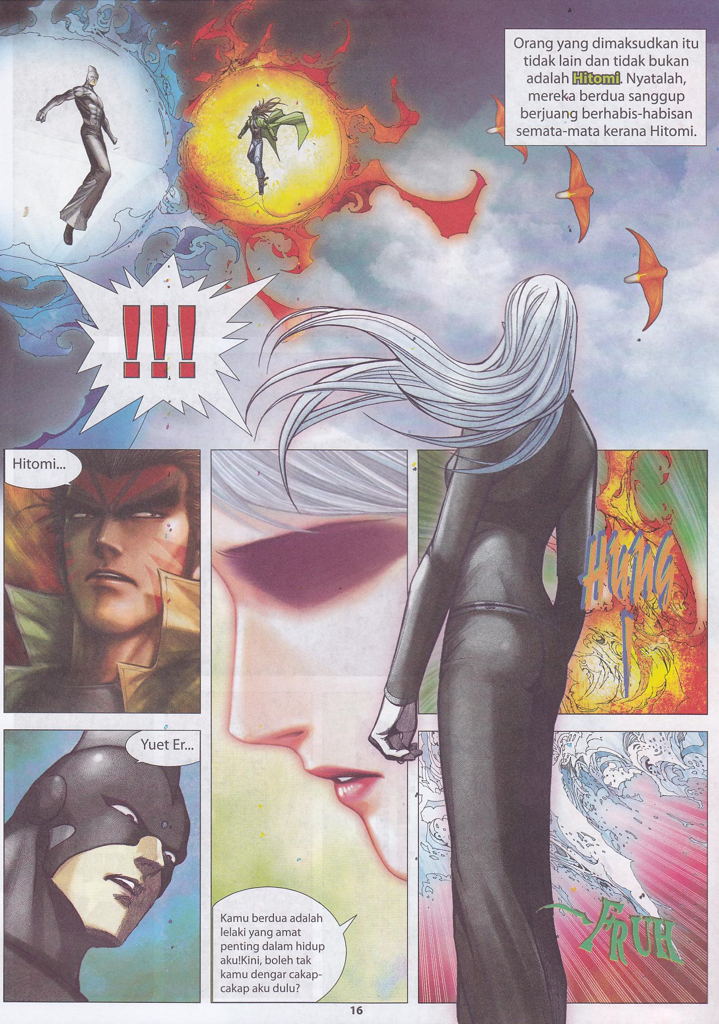 Orang yang dimaksudkan itu
tidak lain dan tidak bukan
adalah Hitomi. Nyatalah,
mereka berdua sanggup
berjuang berhabis-habisan
semata-mata kerana Hitomi.
!!!
Hitomi...
HUNG
Yuet Er...
Kamu berdua adalah
lelaki yang amat
penting dalam hidup
aku!Kini, boleh tak
kamu dengar cakap-
cakap aku dulu?
FRUH
16